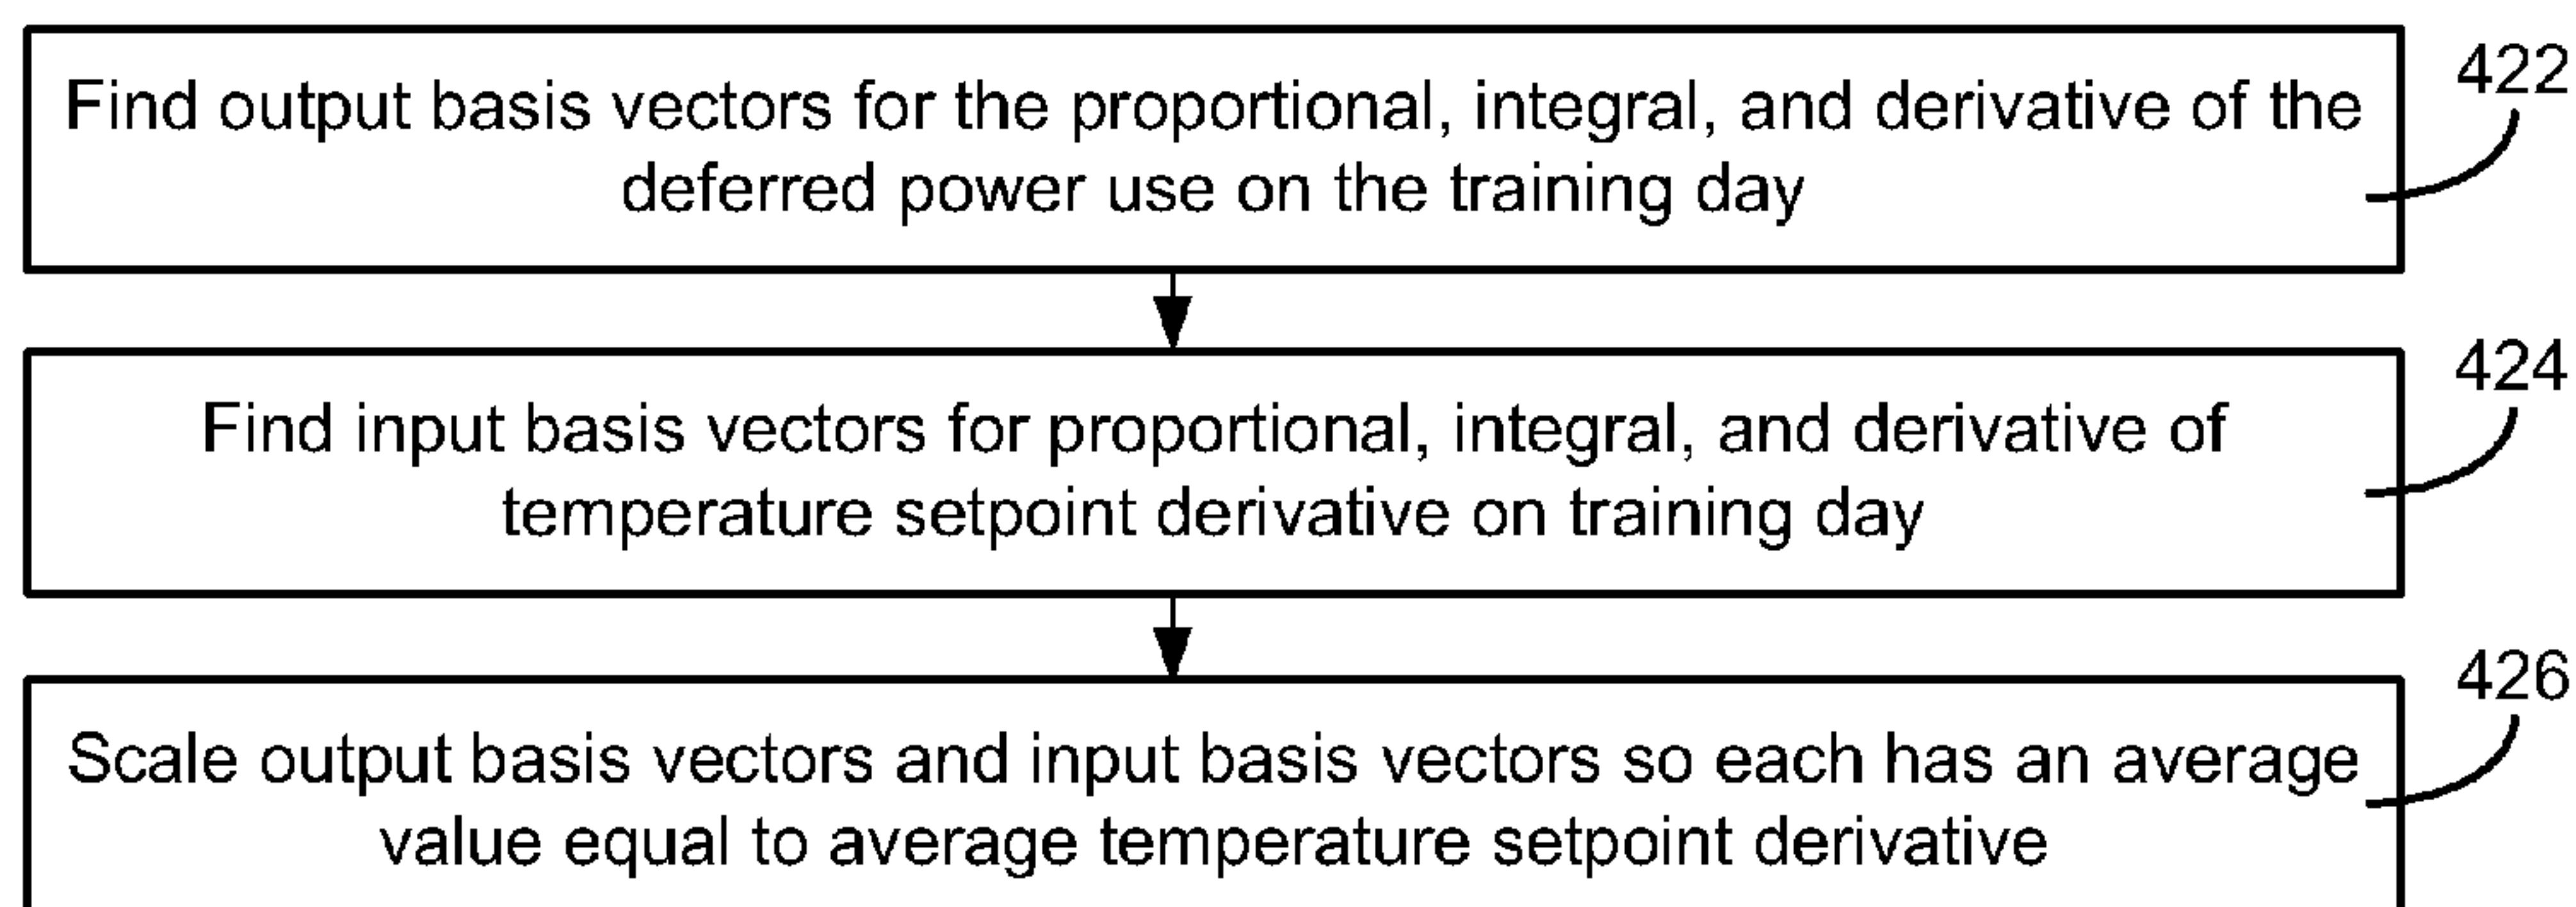 Find output basis vectors for the proportional, integral, and derivative of the
deferred power use on the training day
422
Find input basis vectors for proportional, integral, and derivative of
temperature setpoint derivative on training day
424
Scale output basis vectors and input basis vectors so each has an average
value equal to average temperature setpoint derivative
426